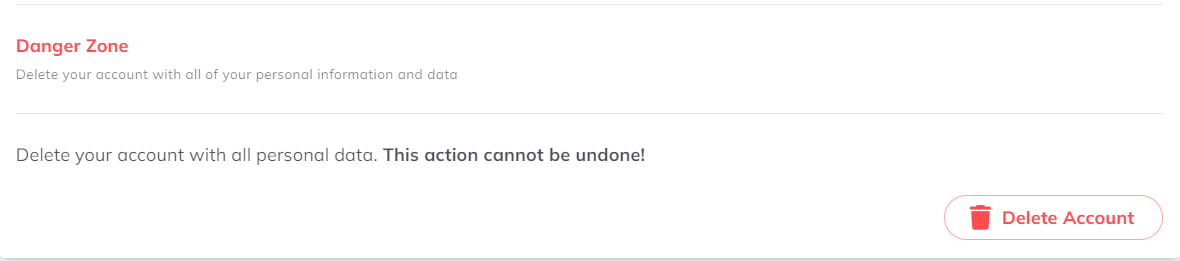 Danger Zone
Delete your account with all of your personal information and data
Delete your account with all personal data. This action cannot be undone!
Delete Account